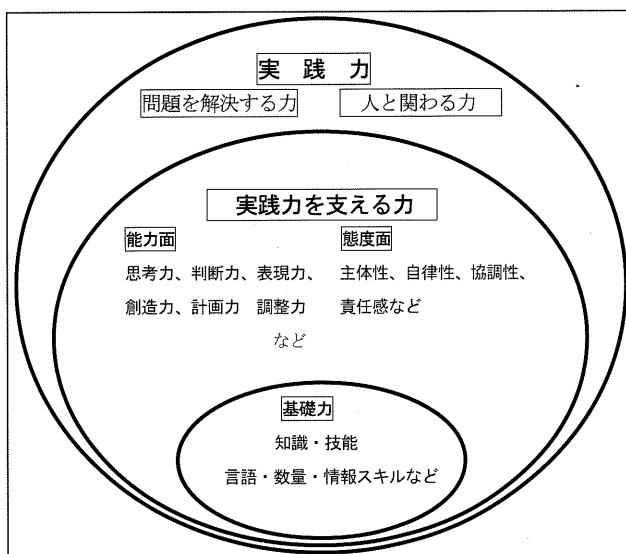 実 践 力
問題を解決する力 人と関わる力
実践力を支える力
能力面 態度面
思考力、判断力、表現力、 主体性、自律性、協調性、
創造力、計画力 調整力 責任感など
など
基礎力
知識・技能
言語・数量・情報スキルなど